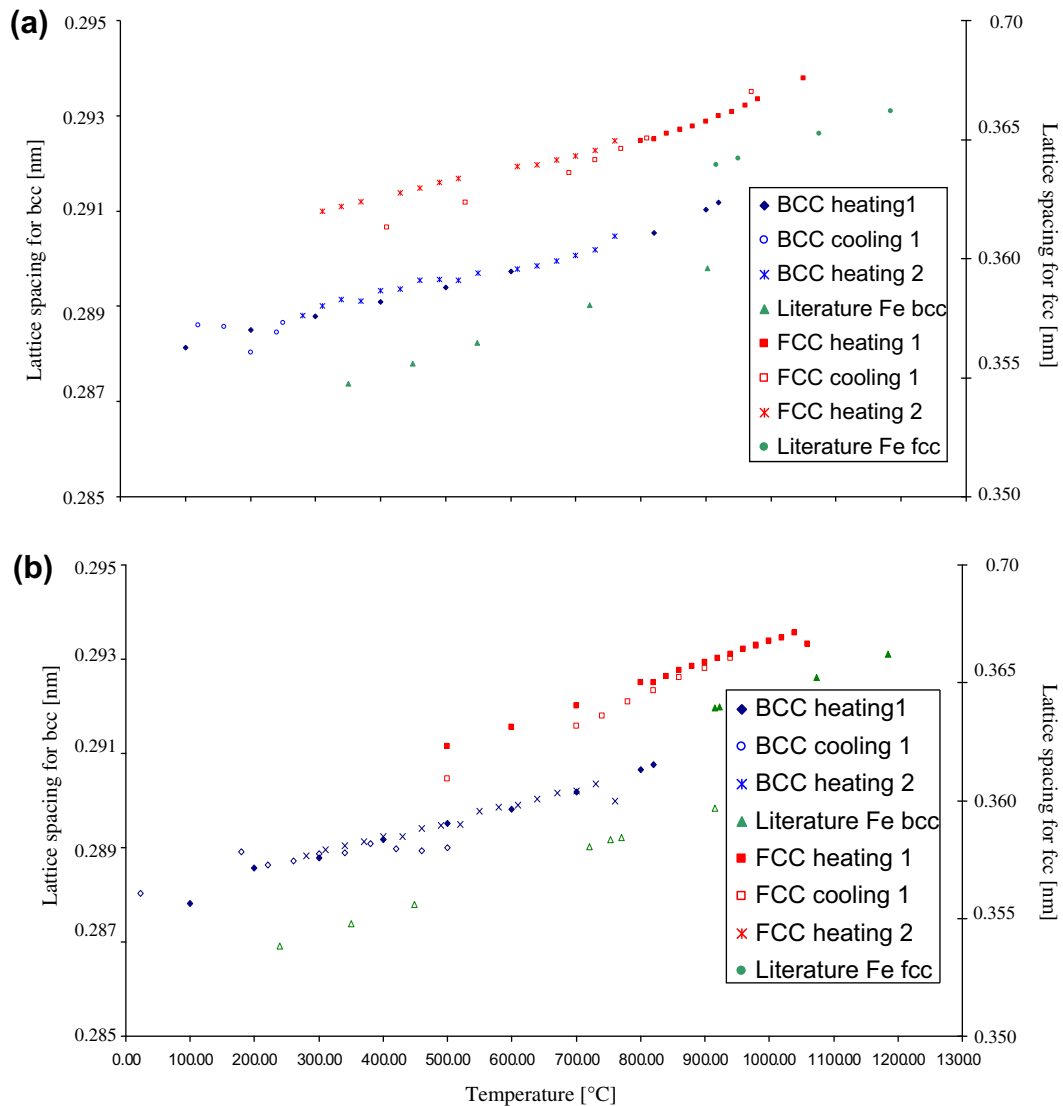 (a)
0.295
0.293
0.291
0.289
0.287
0.285
Lattice spacing for bcc [nm]
0.70
0.365
0.360
0.355
0.350
Lattice spacing for fcc [nm]
BCC heating1
BCC cooling 1
BCC heating 2
Literature Fe bcc
FCC heating 1
FCC cooling 1
FCC heating 2
Literature Fe fcc
(b)
0.295
0.293
0.291
0.289
0.287
0.285
Lattice spacing for bcc [nm]
0.70
0.365
0.360
0.355
0.350
Lattice spacing for fcc [nm]
BCC heating1
BCC cooling 1
BCC heating 2
Literature Fe bcc
FCC heating 1
FCC cooling 1
FCC heating 2
Literature Fe fcc
0.00 100.00 200.00 300.00 400.00 500.00 600.00 700.00 800.00 900.00 1000.00 1100.00 1200.00 13000.00
Temperature [°C]